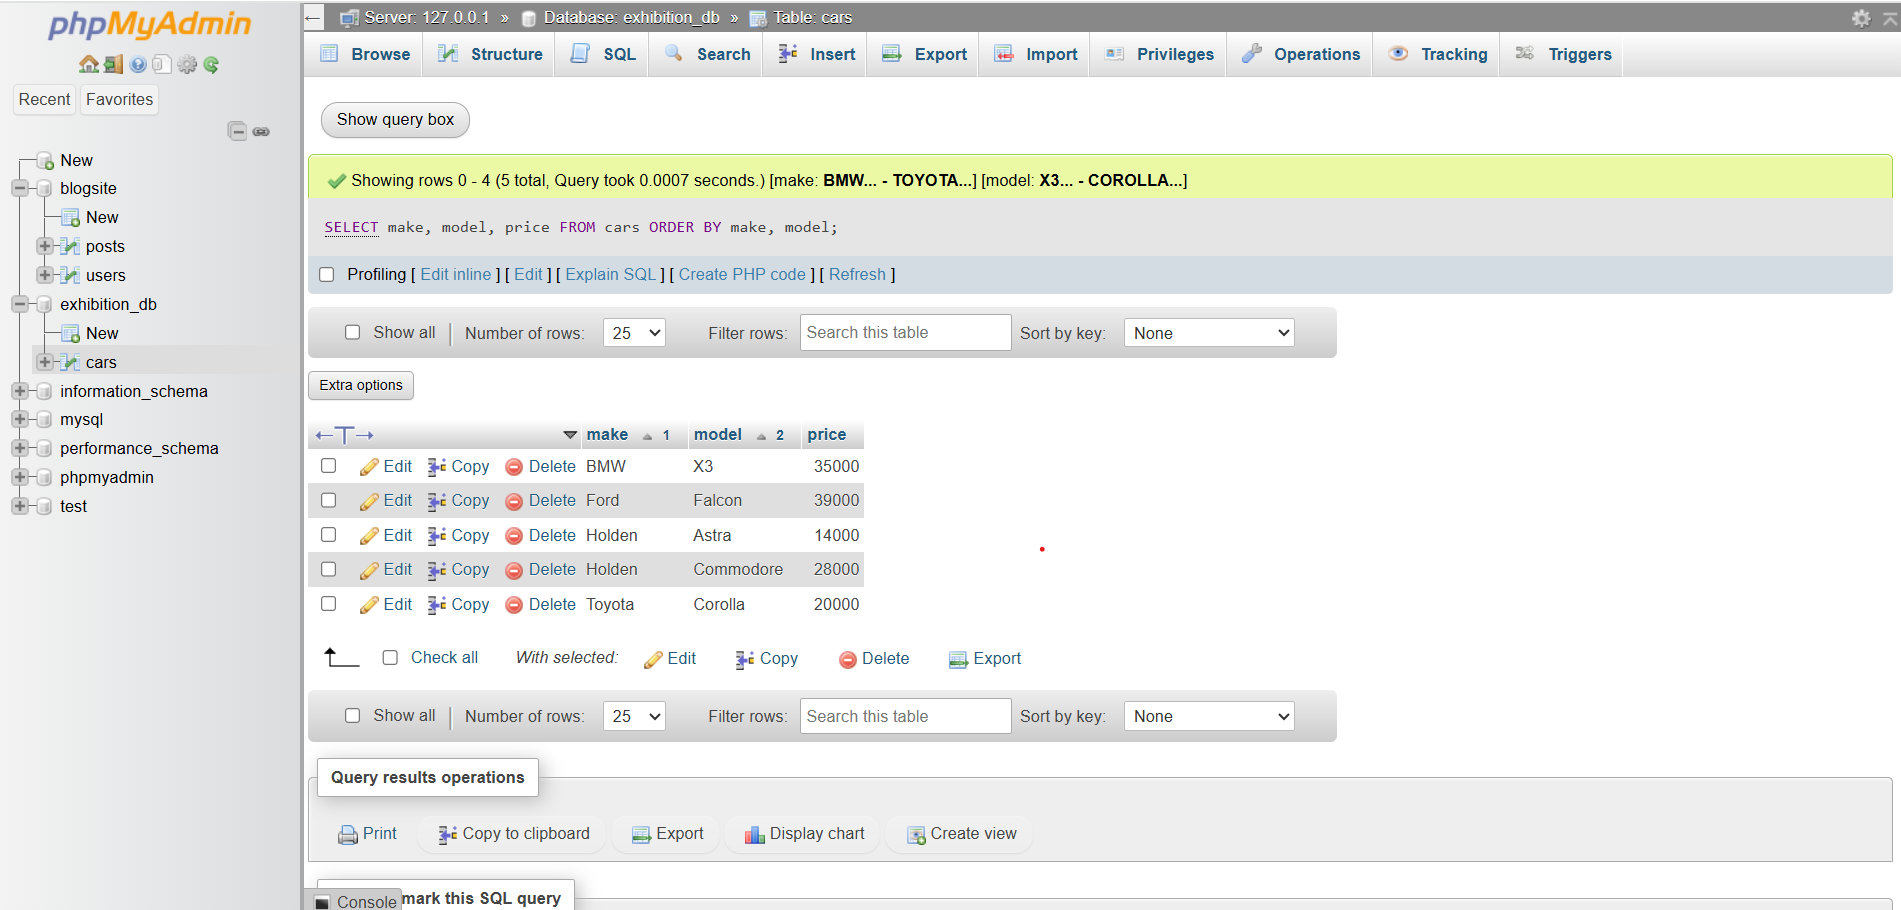 phpMyAdmin
Recent Favorites
New
blogsite
New
posts
users
exhibition_db
New
cars
information_schema
mysql
performance_schema
phpmyadmin
test
Server: 127.0.0.1 » Database: exhibition_db » Table: cars
Browse Structure SQL Search Insert Export Import Privileges Operations Tracking Triggers
Show query box
Showing rows 0 - 4 (5 total, Query took 0.0007 seconds.) [make: BMW... - TOYOTA...] [model: X3... - COROLLA...]
SELECT make, model, price FROM cars ORDER BY make, model;
Profiling [ Edit inline ] [ Edit ] [ Explain SQL ] [ Create PHP code ] [ Refresh ]
Show all Number of rows: 25 Filter rows: Search this table Sort by key: None
Extra options
make 1 model 2 price
Edit Copy Delete BMW X3 35000
Edit Copy Delete Ford Falcon 39000
Edit Copy Delete Holden Astra 14000
Edit Copy Delete Holden Commodore 28000
Edit Copy Delete Toyota Corolla 20000
Check all With selected: Edit Copy Delete Export
Show all Number of rows: 25 Filter rows: Search this table Sort by key: None
Query results operations
Print Copy to clipboard Export Display chart Create view
Console mark this SQL query